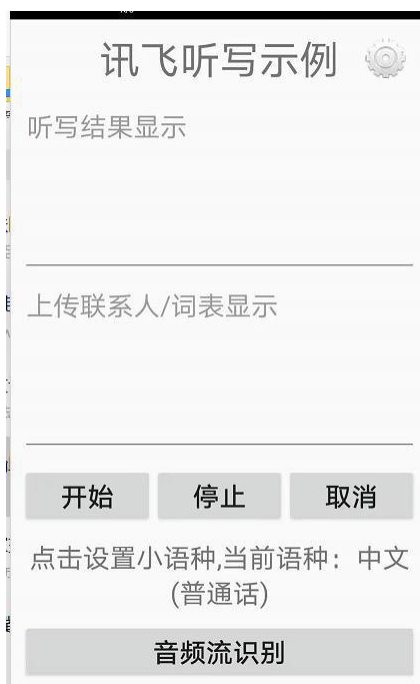 讯飞听写示例
听写结果显示
上传联系人/词表显示
开始 停止 取消
点击设置小语种,当前语种：中文
(普通话)
音频流识别